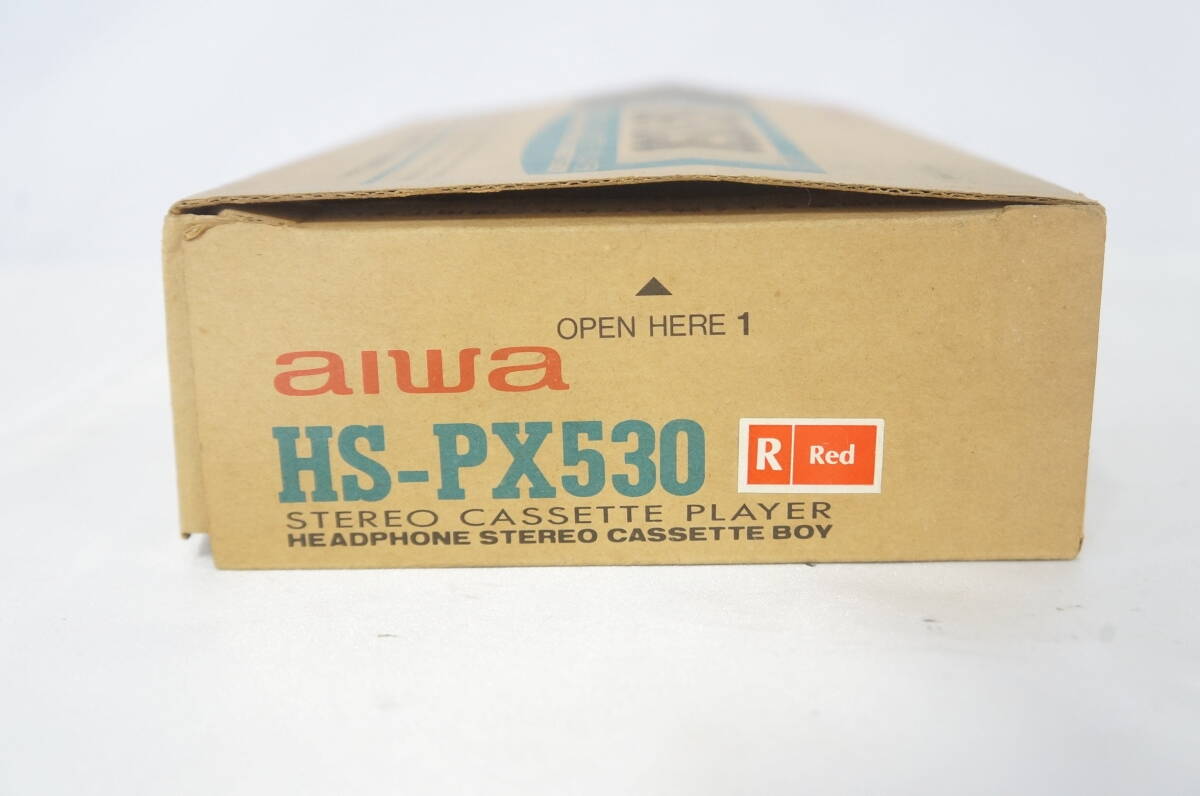 OPEN HERE 1
aiwa
HS-PX530
R Red
STEREO CASSETTE PLAYER
HEADPHONE STEREO CASSETTE BOY